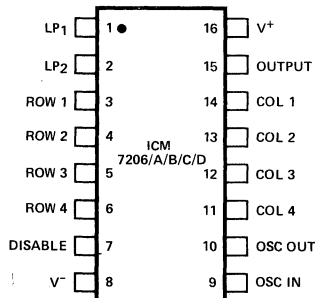 LP1 1 16 V+
LP2 2 15 OUTPUT
ROW 1 3 14 COL 1
ROW 2 4 13 COL 2
ICM
7206/A/B/C/D
ROW 3 5 12 COL 3
ROW 4 6 11 COL 4
DISABLE 7 10 OSC OUT
V− 8 9 OSC IN